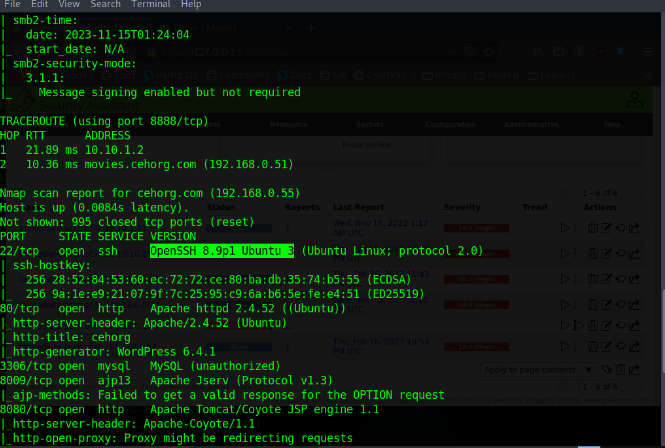 File Edit View Search Terminal Help
| smb2-time:
|   date: 2023-11-15T01:24:04
|_  start_date: N/A
| smb2-security-mode:
|   3.1.1:
|_    Message signing enabled but not required
TRACEROUTE (using port 8888/tcp)
HOP RTT      ADDRESS
1   21.89 ms 10.10.1.2
2   10.36 ms movies.cehorg.com (192.168.0.51)
Nmap scan report for cehorg.com (192.168.0.55)
Host is up (0.0084s latency).
Not shown: 995 closed tcp ports (reset)
PORT     STATE SERVICE VERSION
22/tcp   open  ssh     OpenSSH 8.9p1 Ubuntu 3 (Ubuntu Linux; protocol 2.0)
| ssh-hostkey:
|   256 28:52:84:53:60:ec:72:72:ce:80:ba:db:35:74:b5:55 (ECDSA)
|_  256 9a:1e:e9:21:07:9f:7c:25:95:c9:6a:b6:5e:fe:e4:51 (ED25519)
80/tcp   open  http    Apache httpd 2.4.52 ((Ubuntu))
|_http-server-header: Apache/2.4.52 (Ubuntu)
|_http-title: cehorg
|_http-generator: WordPress 6.4.1
3306/tcp open  mysql   MySQL (unauthorized)
8009/tcp open  ajp13   Apache Jserv (Protocol v1.3)
|_ajp-methods: Failed to get a valid response for the OPTION request
8080/tcp open  http    Apache Tomcat/Coyote JSP engine 1.1
|_http-server-header: Apache-Coyote/1.1
|_http-open-proxy: Proxy might be redirecting requests